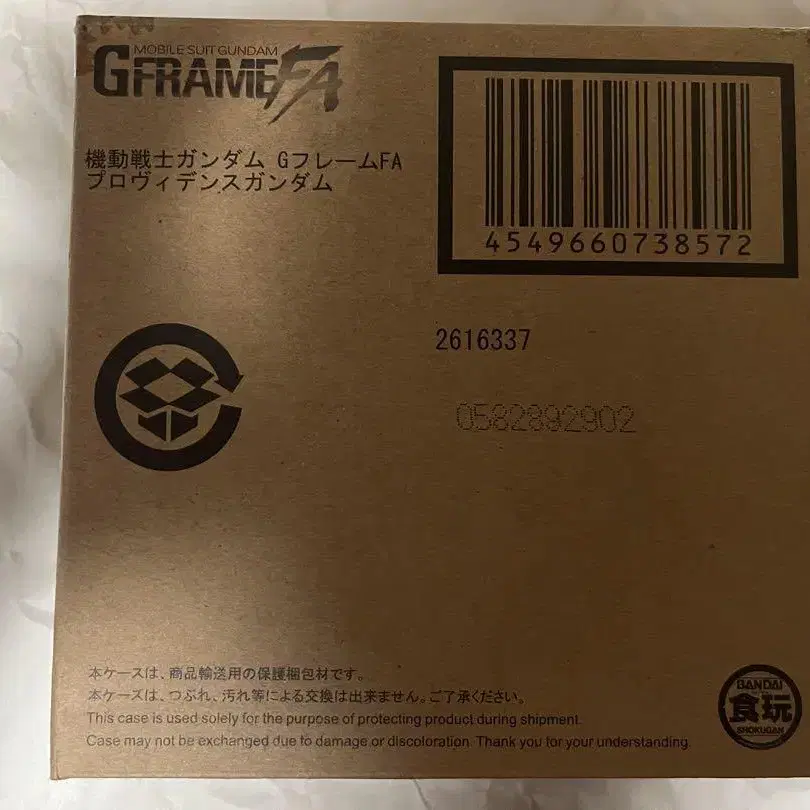 MOBILE SUIT GUNDAM
GFRAMEFA
機動戦士ガンダム GフレームFA
プロヴィデンスガンダム
4549660738572
2616337
0582892902
本ケースは、商品輸送用の保護梱包材です。
本ケースは、つぶれ、汚れ等による交換は出来ません。ご了承ください。
This case is used solely for the purpose of protecting product during shipment.
Case may not be exchanged due to damage or discoloration. Thank you for your understanding.
BANDAI
食玩
SHOKUGAN